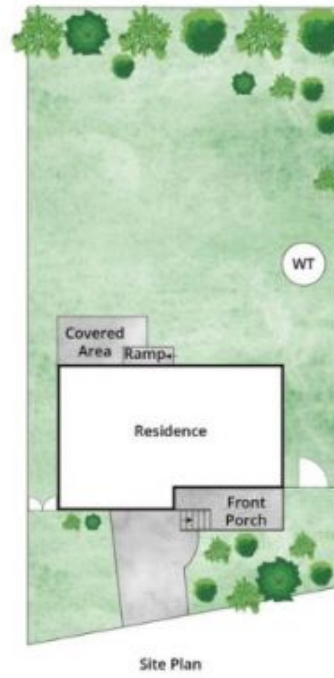 WT
Covered
Area
Ramp
Residence
Front
Porch
Site Plan